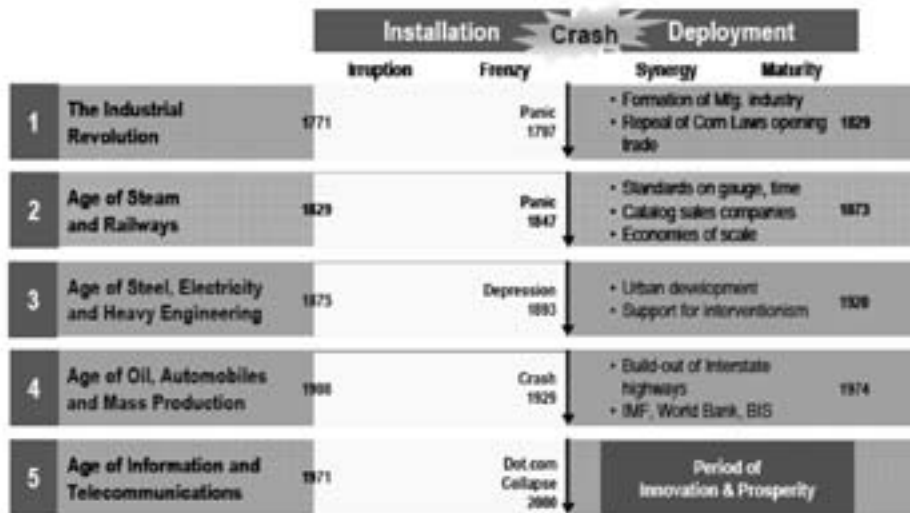 Installation Crash Deployment
Irruption Frenzy Synergy Maturity
1
The Industrial
Revolution
1771
Panic
1797
• Formation of Mfg. industry
• Repeal of Corn Laws opening
trade
1829
2
Age of Steam
and Railways
1829
Panic
1847
• Standards on gauge, time
• Catalog sales companies
• Economies of scale
1873
3
Age of Steel, Electricity
and Heavy Engineering
1875
Depression
1893
• Urban development
• Support for interventionism
1920
4
Age of Oil, Automobiles
and Mass Production
1908
Crash
1929
• Build-out of Interstate
highways
• IMF, World Bank, BIS
1974
5
Age of Information and
Telecommunications
1971
Dot.com
Collapse
2000
Period of
Innovation & Prosperity